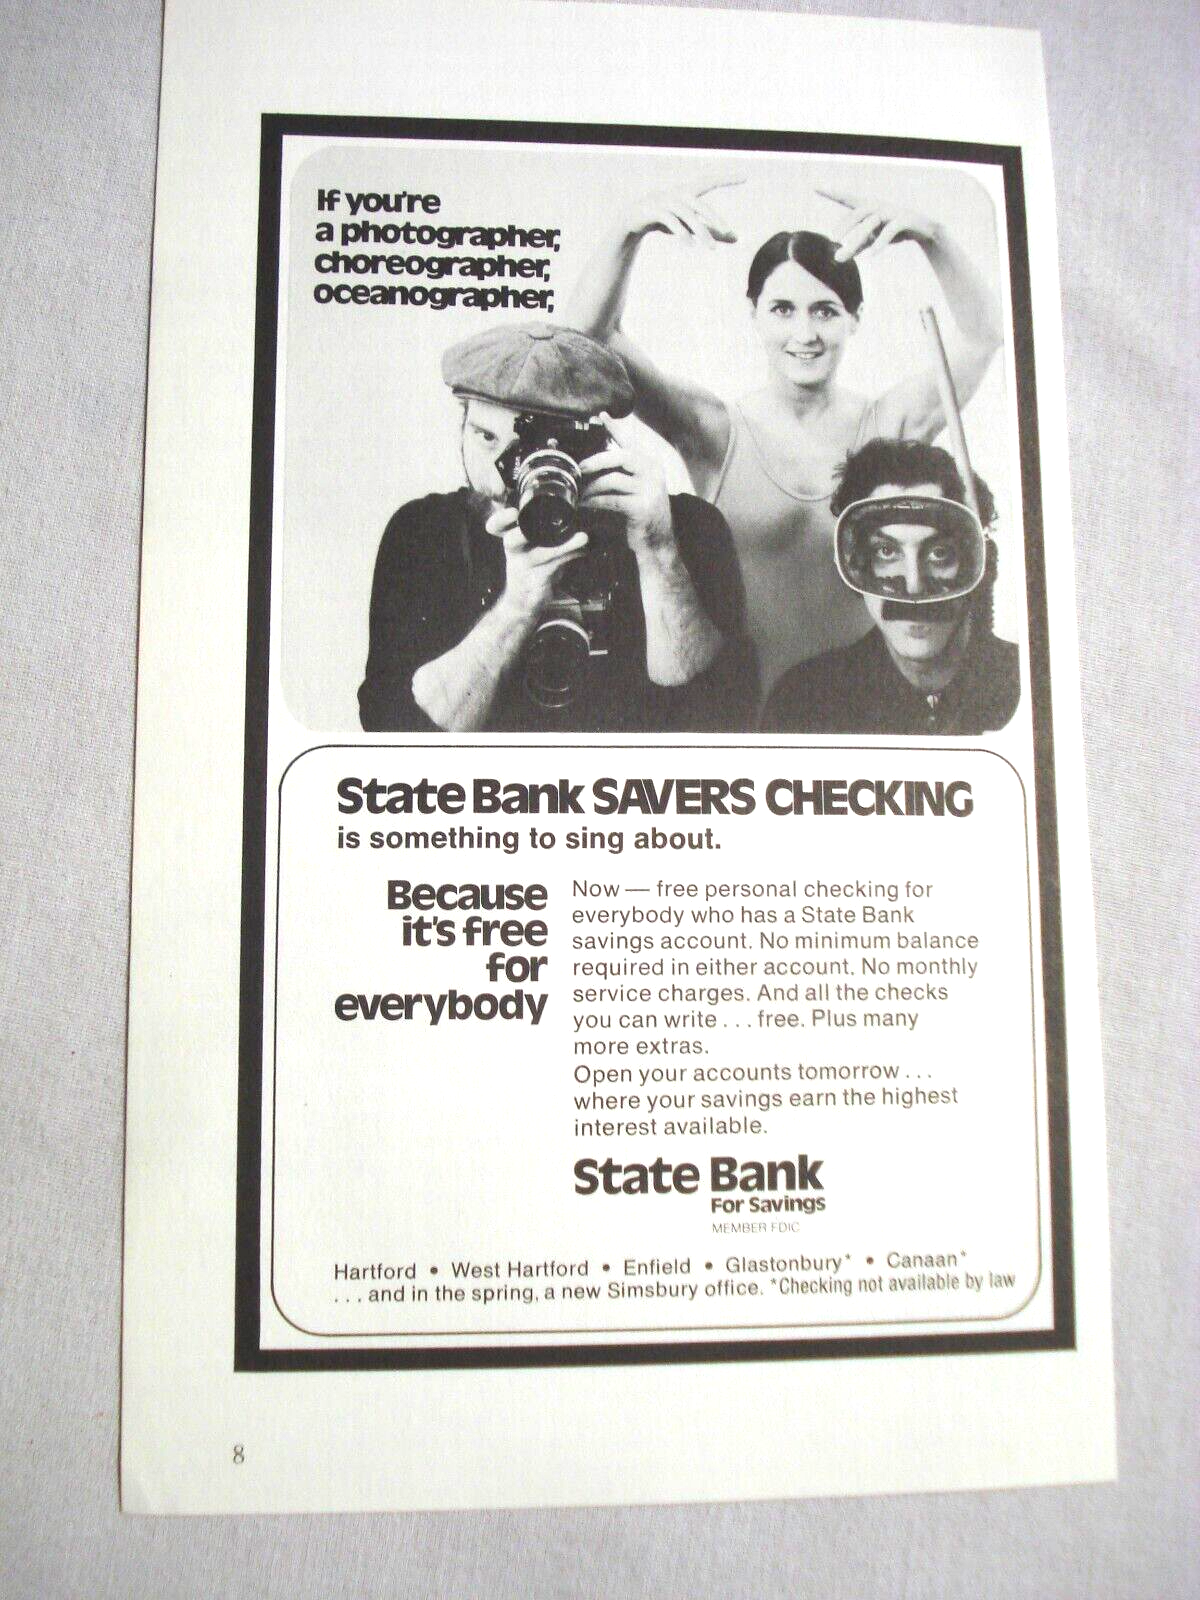 If you're
a photographer,
choreographer,
oceanographer,
Nikon
State Bank SAVERS CHECKING
is something to sing about.
Because
it's free
for
everybody
Now — free personal checking for
everybody who has a State Bank
savings account. No minimum balance
required in either account. No monthly
service charges. And all the checks
you can write . . . free. Plus many
more extras.
Open your accounts tomorrow . . .
where your savings earn the highest
interest available.
State Bank
For Savings
MEMBER FDIC
Hartford • West Hartford • Enfield • Glastonbury* • Canaan*
. . . and in the spring, a new Simsbury office. *Checking not available by law
8